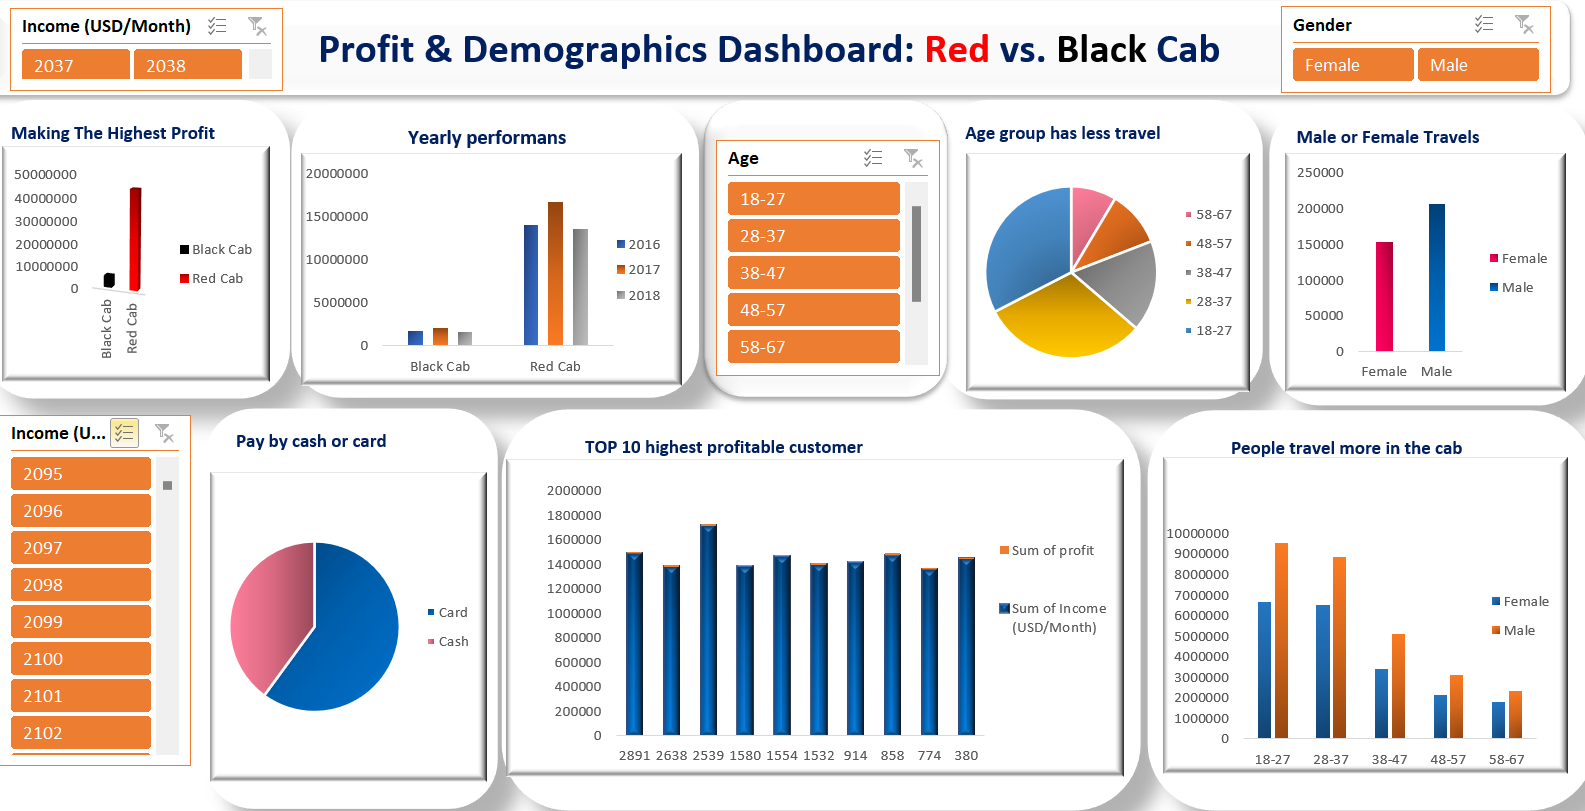 Income (USD/Month)
2037
2038
Profit & Demographics Dashboard: Red vs. Black Cab
Gender
Female
Male
Making The Highest Profit
50000000
40000000
30000000
20000000
10000000
0
Black Cab
Red Cab
Black Cab
Red Cab
Yearly performans
20000000
15000000
10000000
5000000
0
Black Cab
Red Cab
2016
2017
2018
Age
18-27
28-37
38-47
48-57
58-67
Age group has less travel
58-67
48-57
38-47
28-37
18-27
Male or Female Travels
250000
200000
150000
100000
50000
0
Female
Male
Female
Male
Income (U...
2095
2096
2097
2098
2099
2100
2101
2102
Pay by cash or card
Card
Cash
TOP 10 highest profitable customer
2000000
1800000
1600000
1400000
1200000
1000000
800000
600000
400000
200000
0
2891 2638 2539 1580 1554 1532 914 858 774 380
Sum of profit
Sum of Income
(USD/Month)
People travel more in the cab
10000000
9000000
8000000
7000000
6000000
5000000
4000000
3000000
2000000
1000000
0
18-27 28-37 38-47 48-57 58-67
Female
Male